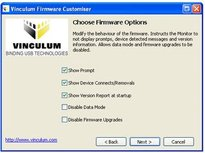 Vinculum Firmware Customiser
VINCULUM
BINDING USB TECHNOLOGIES
Choose Firmware Options
Modify the behaviour of the firmware. Instructs the Monitor
to not display prompts, device detected messages and version
information. Allows data mode and firmware upgrades to be
disabled.
Show Prompt
Show Device Connects/Removals
Show Version Report at startup
Disable Data Mode
Disable Firmware Upgrades
http://www.vinculum.com
< Back
Next >
Cancel